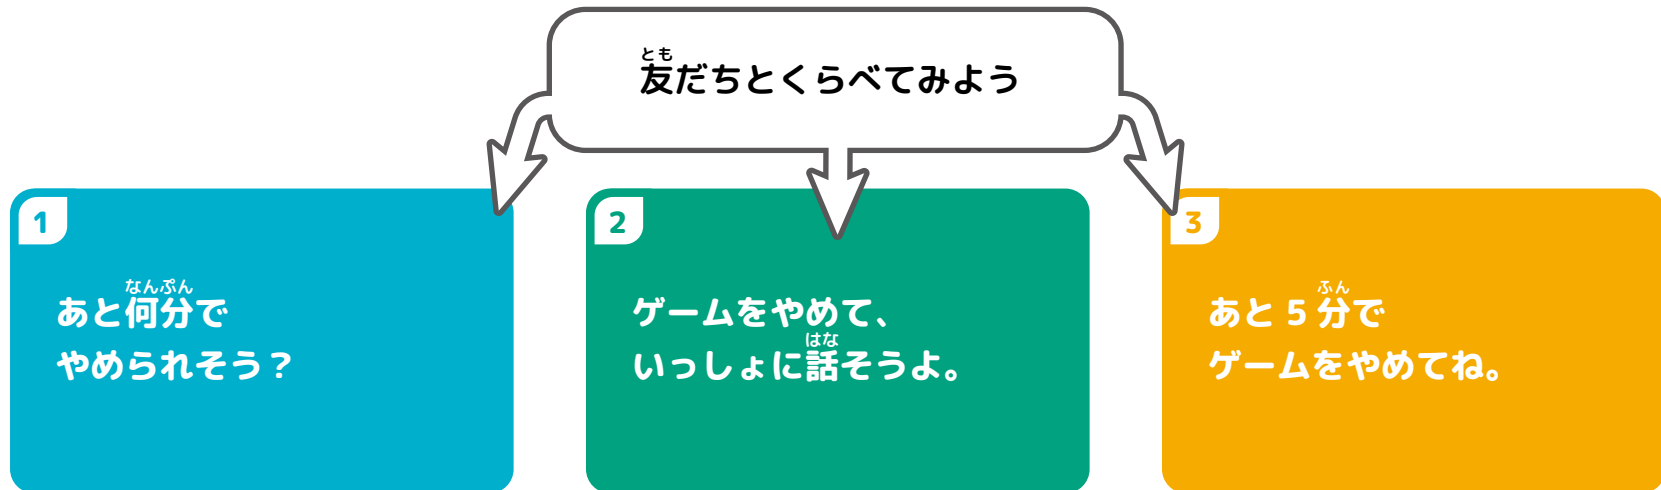 とも
友だちとくらべてみよう
1
なんぷん
あと何分で
やめられそう？
2
ゲームをやめて、
はな
いっしょに話そうよ。
3
ふん
あと5分で
ゲームをやめてね。